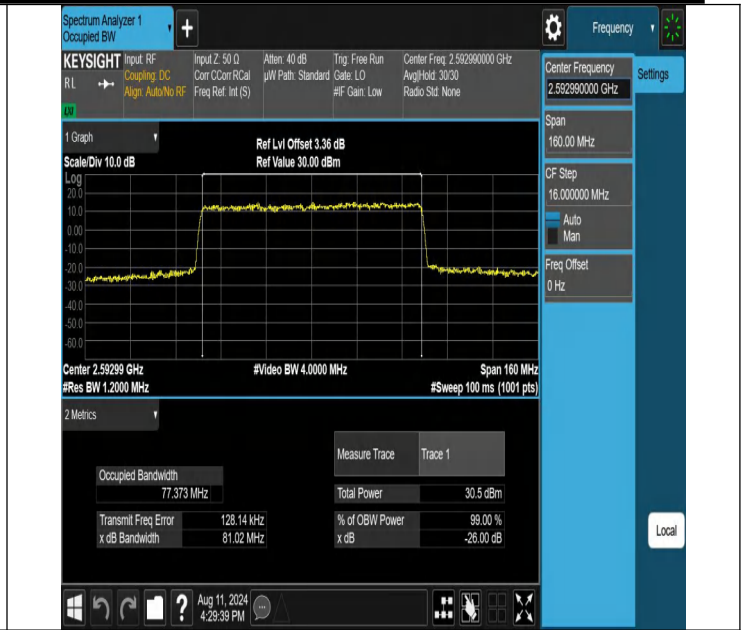 Spectrum Analyzer 1
Occupied BW
Frequency
KEYSIGHT
RL
LXI
Input: RF
Coupling: DC
Align: Auto/No RF
Input Z: 50 Ω
Corr CCorr RCal
Freq Ref: Int (S)
Atten: 40 dB
µW Path: Standard
Trig: Free Run
Gate: LO
#IF Gain: Low
Center Freq: 2.592990000 GHz
Avg|Hold: 30/30
Radio Std: None
Center Frequency
2.592990000 GHz
Settings
Span
160.00 MHz
CF Step
16.000000 MHz
Auto
Man
Freq Offset
0 Hz
1 Graph
Scale/Div 10.0 dB
Ref Lvl Offset 3.36 dB
Ref Value 30.00 dBm
Log
20.0
10.0
0.00
-10.0
-20.0
-30.0
-40.0
-50.0
-60.0
Center 2.59299 GHz
#Video BW 4.0000 MHz
Span 160 MHz
#Res BW 1.2000 MHz
#Sweep 100 ms (1001 pts)
2 Metrics
Measure Trace Trace 1
Occupied Bandwidth
77.373 MHz
Total Power 30.5 dBm
Transmit Freq Error 128.14 kHz
% of OBW Power 99.00 %
x dB Bandwidth 81.02 MHz
x dB -26.00 dB
Local
?
Aug 11, 2024
4:29:39 PM